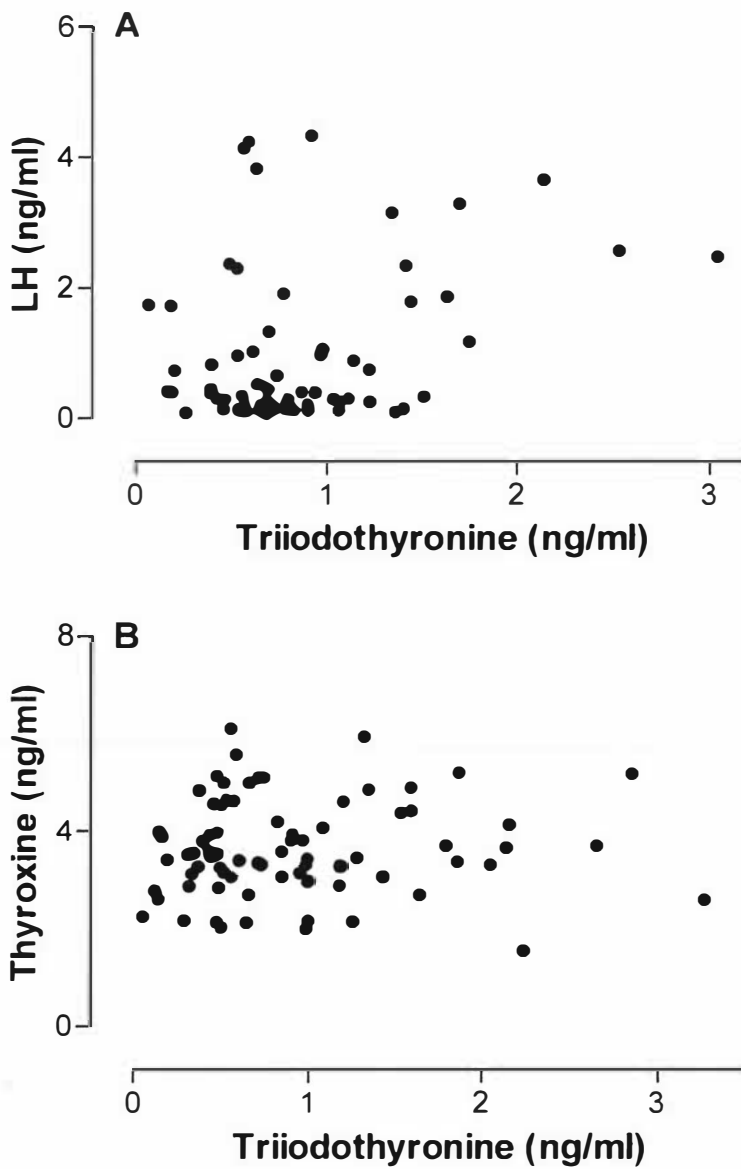 A
6
4
2
0
LH (ng/ml)
0 1 2 3
Triiodothyronine (ng/ml)
B
8
4
0
Thyroxine (ng/ml)
0 1 2 3
Triiodothyronine (ng/ml)